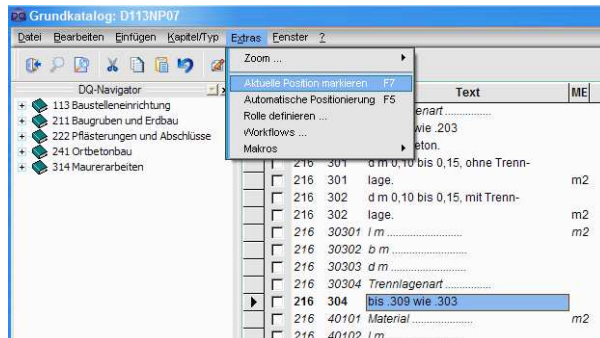 DQ Grundkatalog: D113NP07
Datei Bearbeiten Einfügen Kapitel/Typ Extras Fenster ?
Zoom ...
Aktuelle Position markieren F7
Automatische Positionierung F5
Rolle definieren ...
Workflows ...
Makros
DQ-Navigator
113 Baustelleneinrichtung
211 Baugruben und Erdbau
222 Pflästerungen und Abschlüsse
241 Ortbetonbau
314 Maurerarbeiten
Text ME
enart
wie .203
eton.
216 301 d m 0,10 bis 0,15, ohne Trenn-
216 301 lage. m2
216 302 d m 0,10 bis 0,15, mit Trenn-
216 302 lage. m2
216 30301 l m ...................... m2
216 30302 b m ......................
216 30303 d m ......................
216 30304 Trennlagenart ................
216 304 bis .309 wie .303
216 40101 Material .................... m2
216 40102 l m ......................